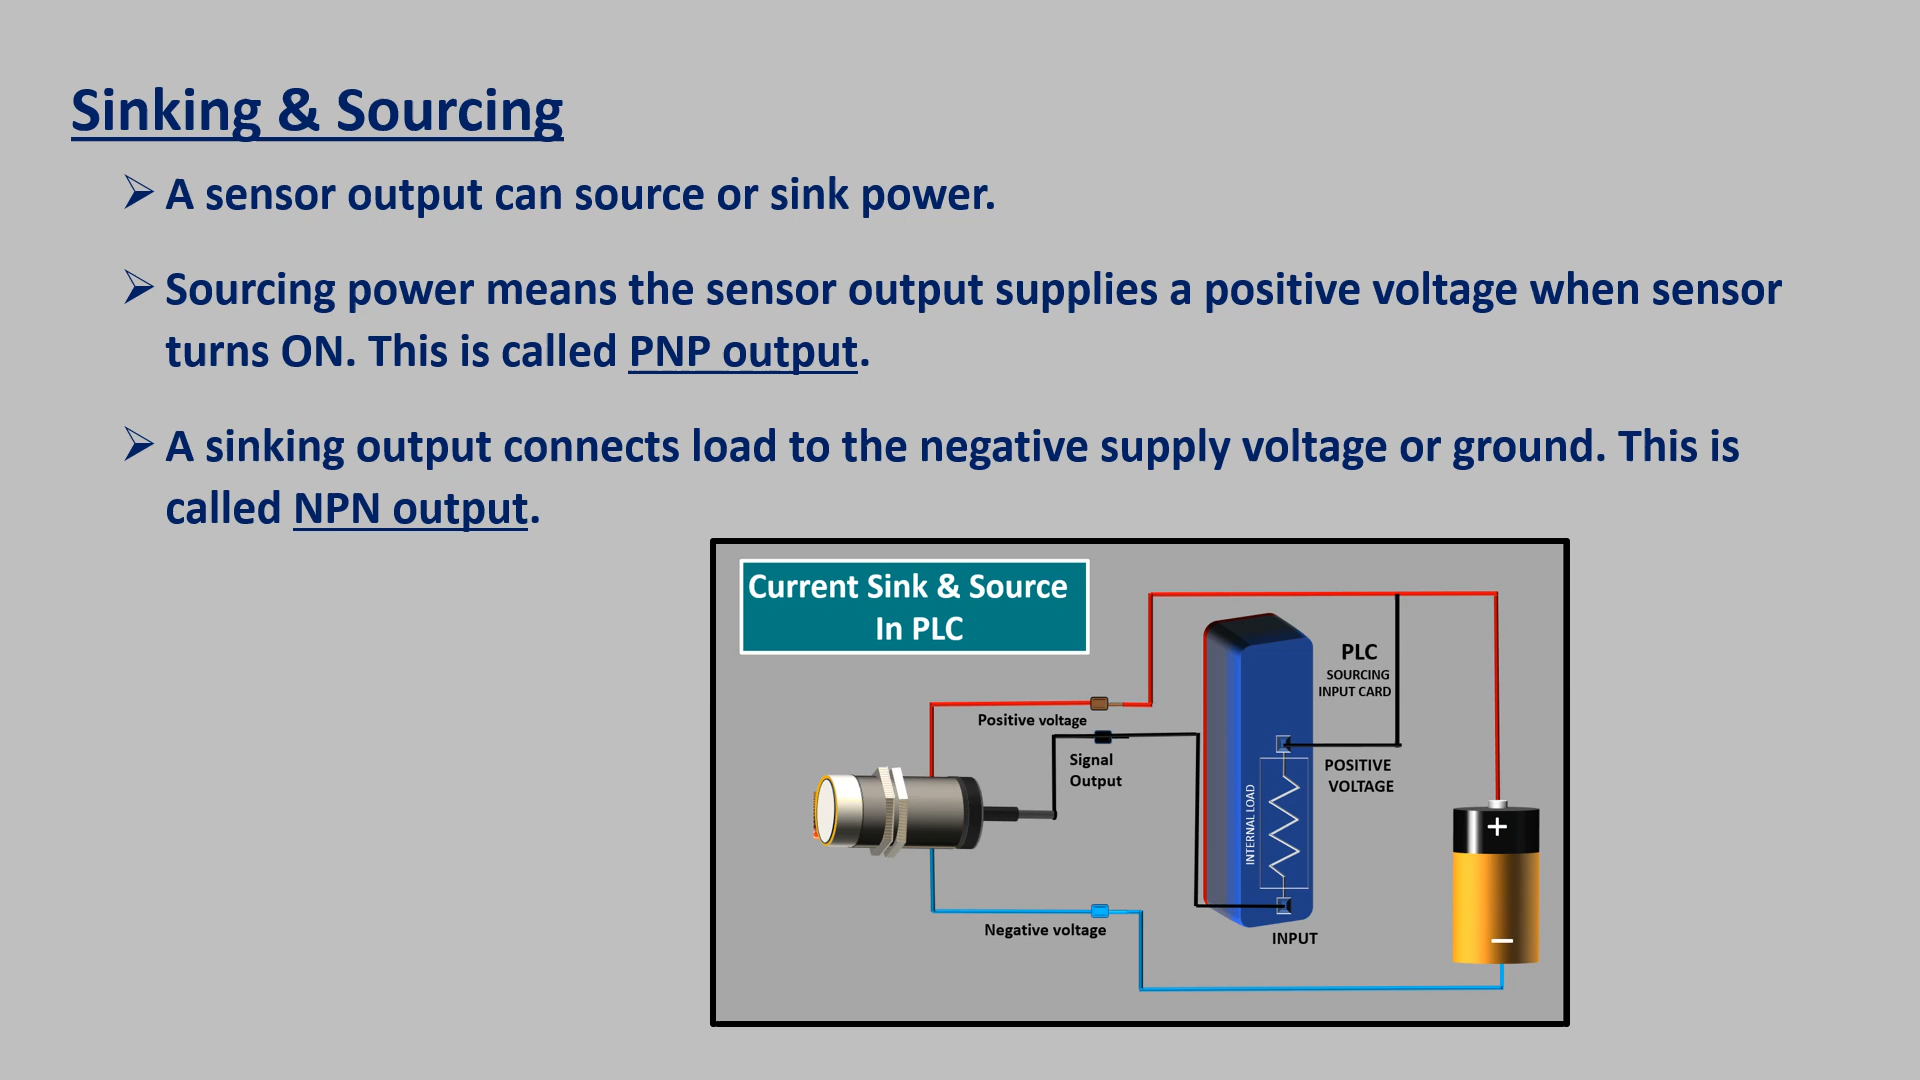 Sinking & Sourcing
➢ A sensor output can source or sink power.
➢ Sourcing power means the sensor output supplies a positive voltage when sensor
turns ON. This is called PNP output.
➢ A sinking output connects load to the negative supply voltage or ground. This is
called NPN output.
Current Sink & Source
In PLC
PLC
SOURCING
INPUT CARD
Positive voltage
Signal
Output
POSITIVE
VOLTAGE
INTERNAL LOAD
+
−
Negative voltage
INPUT